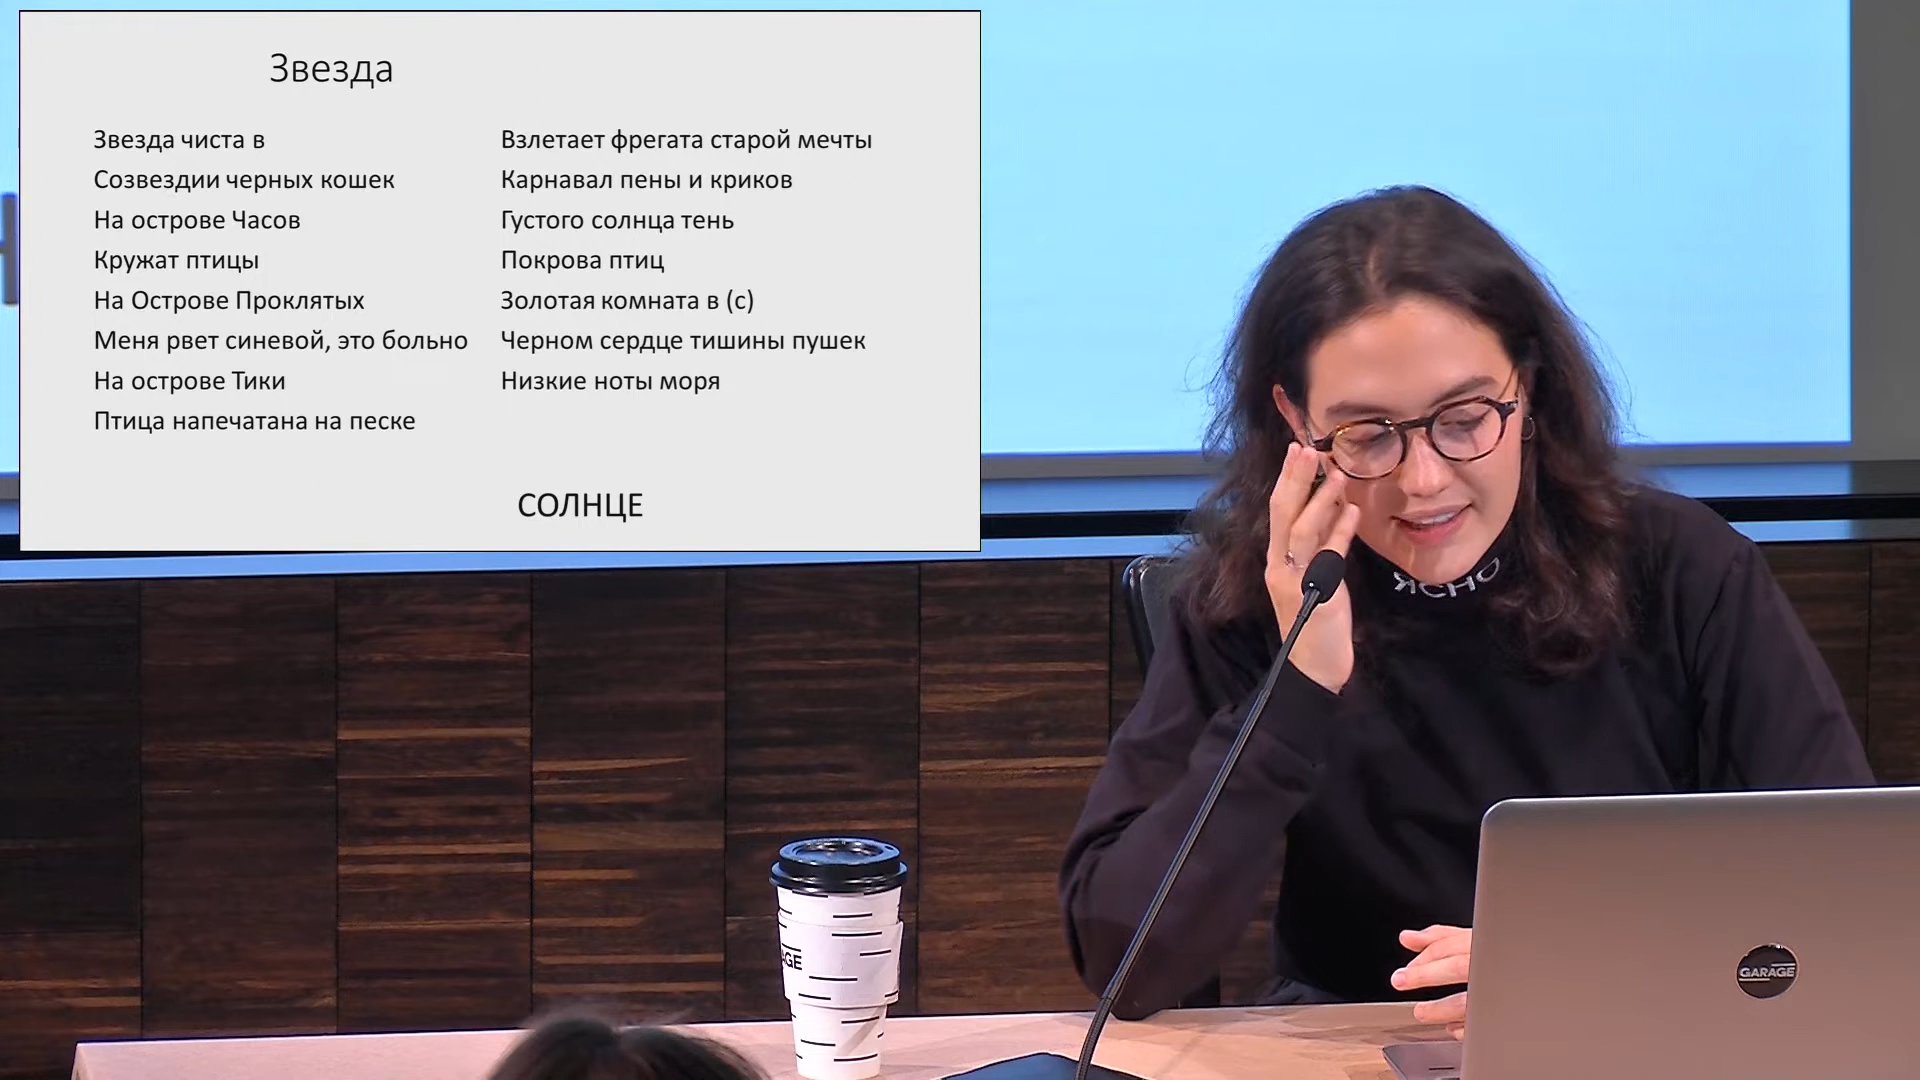 Звезда
Звезда чиста в
Созвездии черных кошек
На острове Часов
Кружат птицы
На Острове Проклятых
Меня рвет синевой, это больно
На острове Тики
Птица напечатана на песке
Взлетает фрегата старой мечты
Карнавал пены и криков
Густого солнца тень
Покрова птиц
Золотая комната в (с)
Черном сердце тишины пушек
Низкие ноты моря
СОЛНЦЕ
ЯСНО
GARAGE